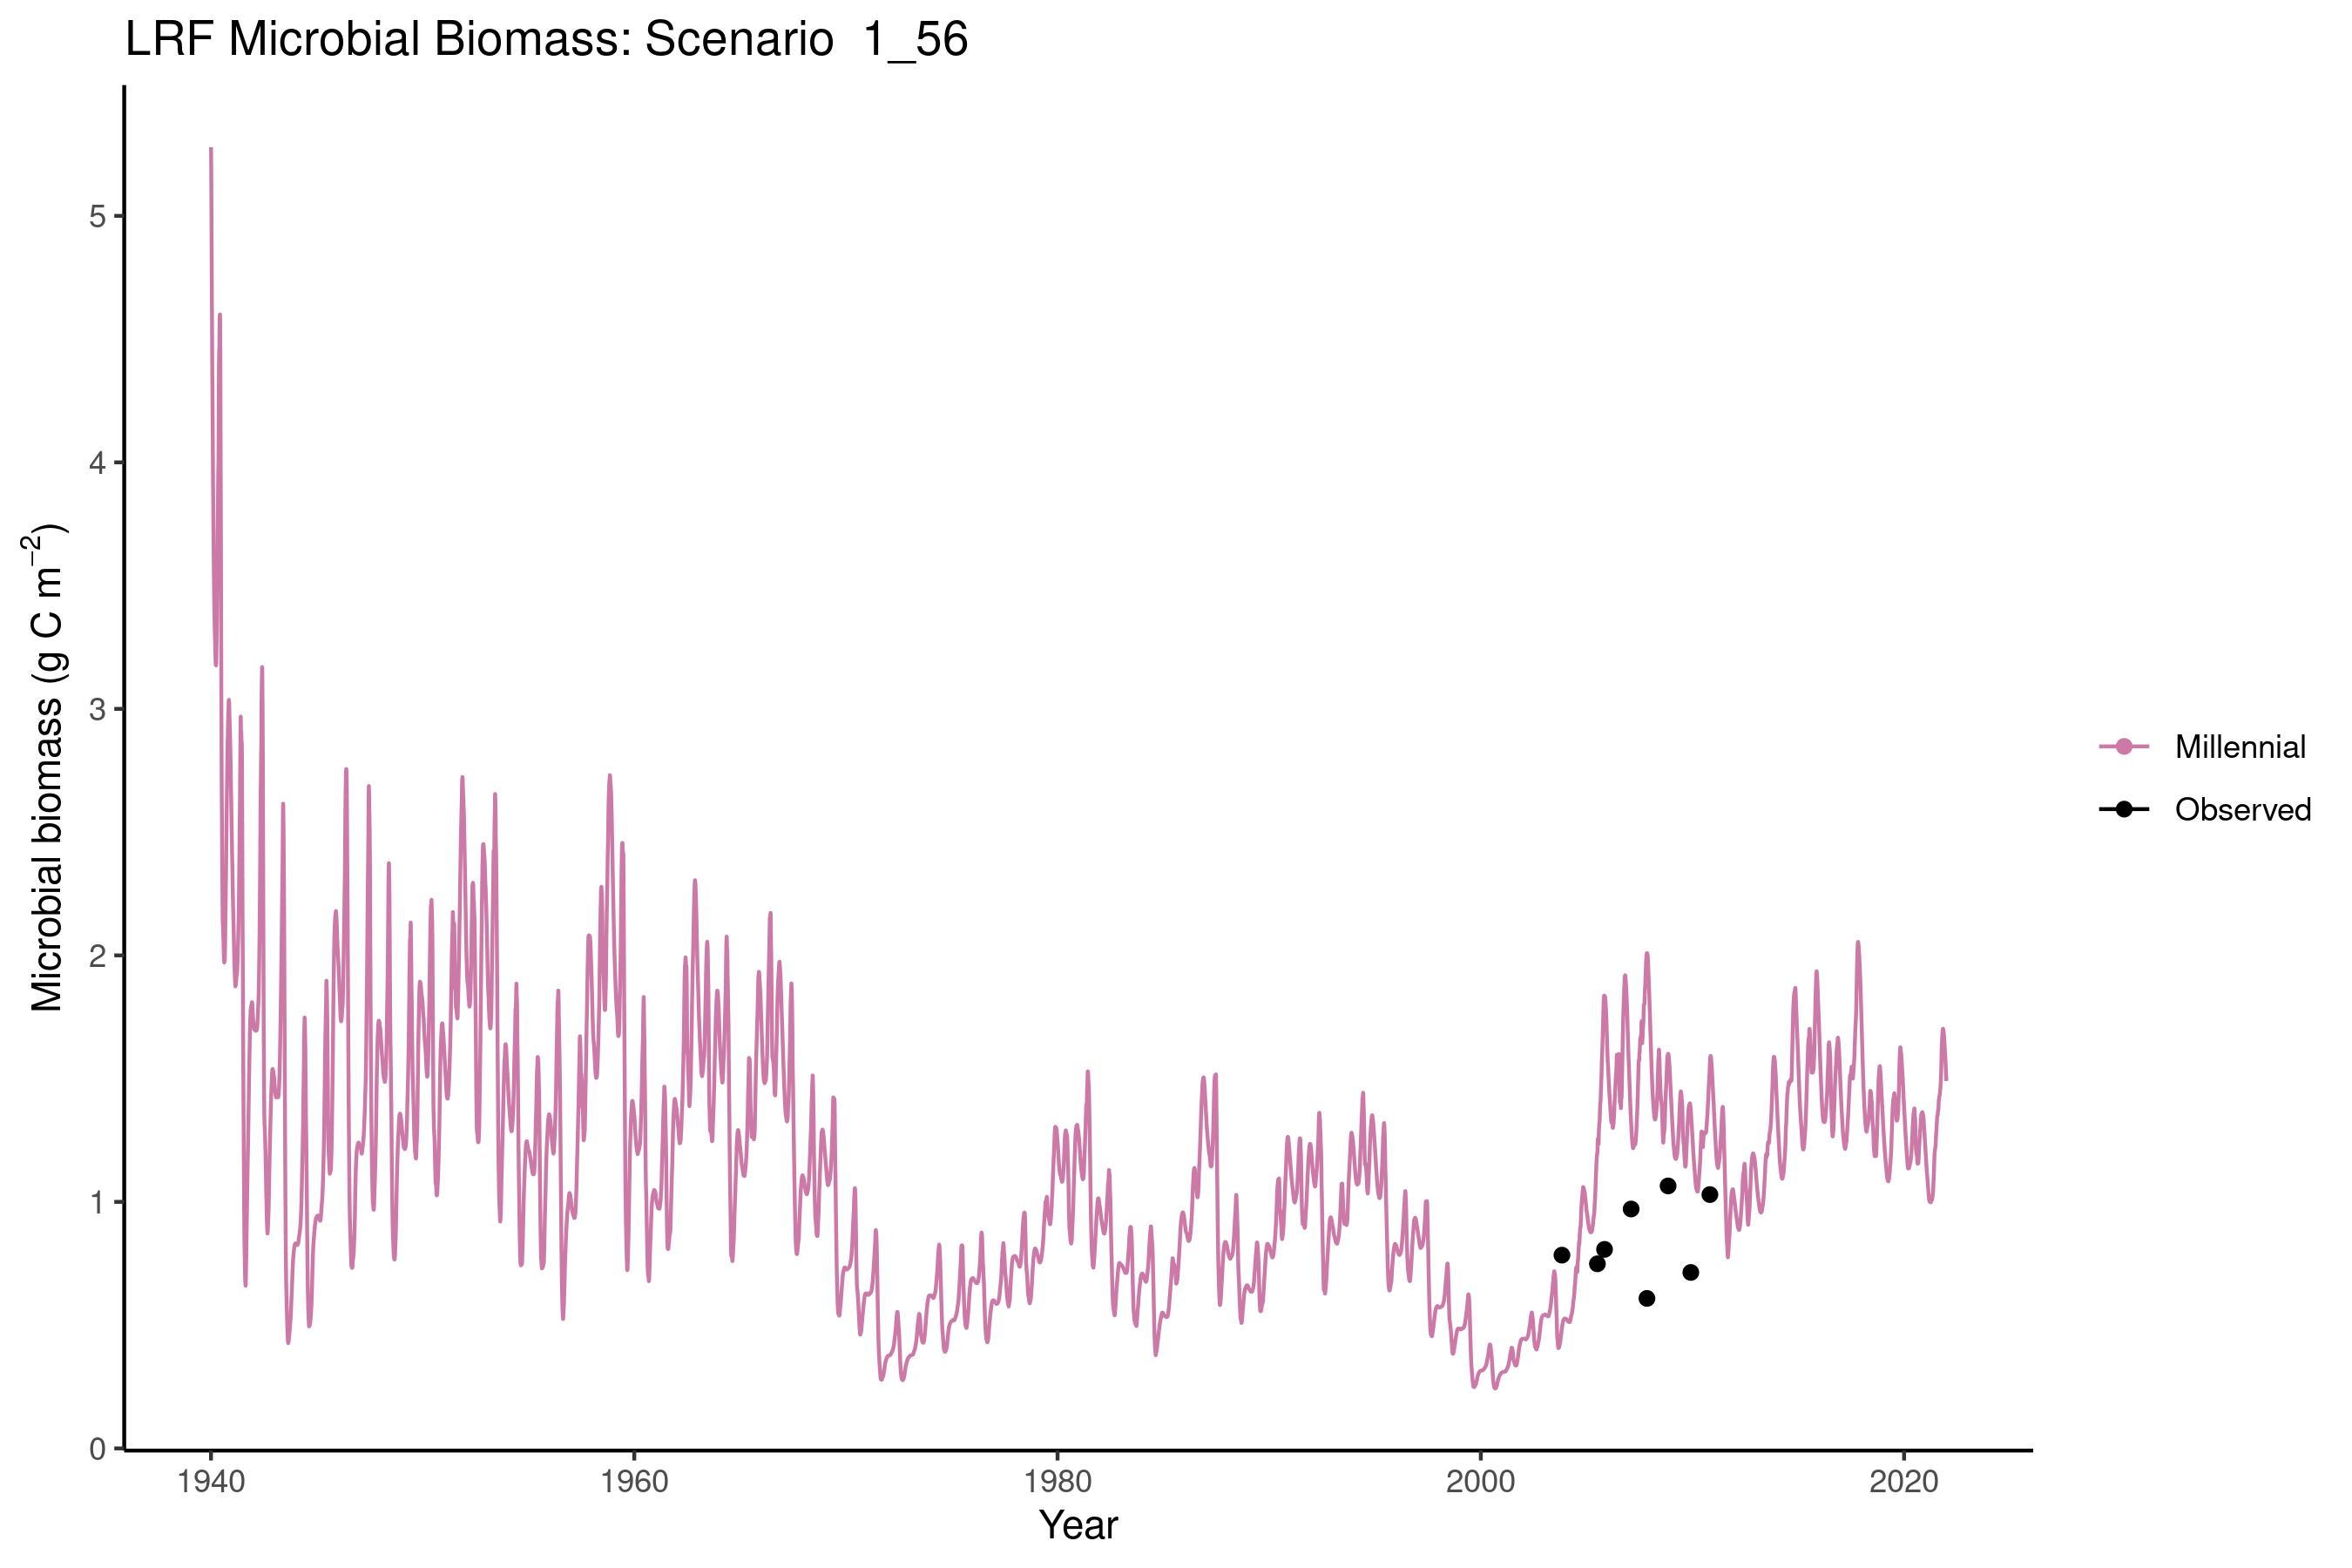 LRF Microbial Biomass: Scenario  1_56
Microbial biomass (g C m⁻²)
5
4
3
2
1
0
1940
1960
1980
2000
2020
Year
Millennial
Observed